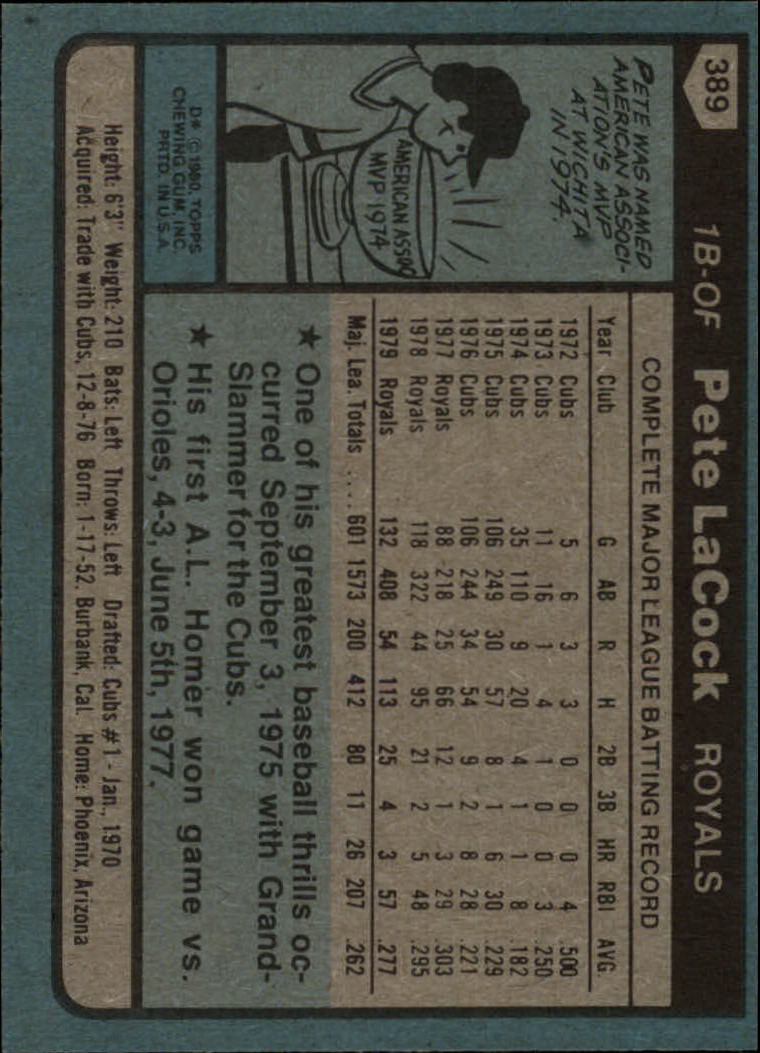 389
1B-OF Pete LaCock ROYALS
PETE WAS NAMED
AMERICAN ASSOCI-
ATION'S MVP
AT WICHITA
IN 1974.
AMERICAN ASSOC
MVP 1974
D* © 1980, TOPPS
CHEWING GUM, INC.
PRTD. IN U.S.A.
COMPLETE MAJOR LEAGUE BATTING RECORD
Year Club G AB R H 2B 3B HR RBI AVG.
1972 Cubs 5 6 3 3 0 0 0 4 .500
1973 Cubs 11 16 1 4 1 0 0 3 .250
1974 Cubs 35 110 9 20 4 1 1 8 .182
1975 Cubs 106 249 30 57 8 1 6 30 .229
1976 Cubs 106 244 34 54 9 2 8 28 .221
1977 Royals 88 218 25 66 12 1 3 29 .303
1978 Royals 118 322 44 95 21 2 5 48 .295
1979 Royals 132 408 54 113 25 4 3 57 .277
Maj. Lea. Totals .... 601 1573 200 412 80 11 26 207 .262
★ One of his greatest baseball thrills oc-
curred September 3, 1975 with Grand-
Slammer for the Cubs.
★ His first A.L. Homer won game vs.
Orioles, 4-3, June 5th, 1977.
Height: 6'3" Weight: 210 Bats: Left Throws: Left Drafted: Cubs #1 - Jan., 1970
Acquired: Trade with Cubs, 12-8-76 Born: 1-17-52, Burbank, Cal. Home: Phoenix, Arizona